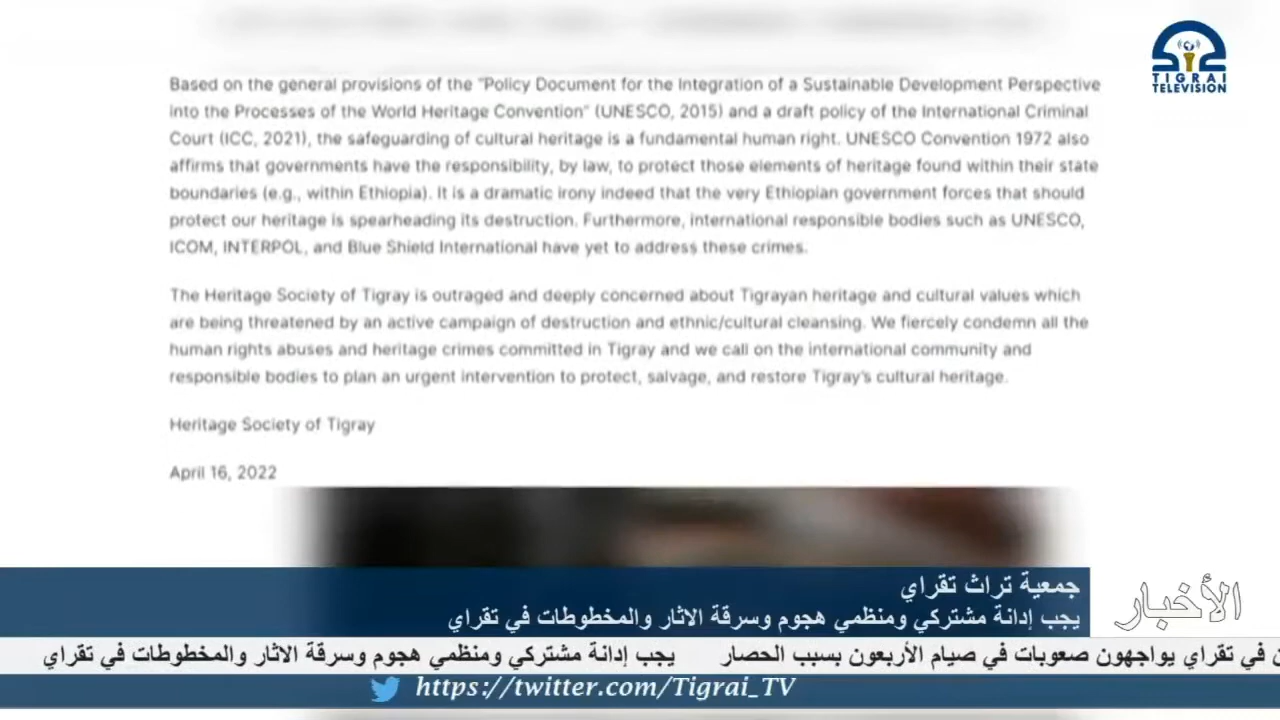 TIGRAI
TELEVISION
Based on the general provisions of the "Policy Document for the Integration of a Sustainable Development Perspective
into the Processes of the World Heritage Convention" (UNESCO, 2015) and a draft policy of the International Criminal
Court (ICC, 2021), the safeguarding of cultural heritage is a fundamental human right. UNESCO Convention 1972 also
affirms that governments have the responsibility, by law, to protect those elements of heritage found within their state
boundaries (e.g., within Ethiopia). It is a dramatic irony indeed that the very Ethiopian government forces that should
protect our heritage is spearheading its destruction. Furthermore, international responsible bodies such as UNESCO,
ICOM, INTERPOL, and Blue Shield International have yet to address these crimes.
The Heritage Society of Tigray is outraged and deeply concerned about Tigrayan heritage and cultural values which
are being threatened by an active campaign of destruction and ethnic/cultural cleansing. We fiercely condemn all the
human rights abuses and heritage crimes committed in Tigray and we call on the international community and
responsible bodies to plan an urgent intervention to protect, salvage, and restore Tigray's cultural heritage.
Heritage Society of Tigray
April 16, 2022
الأخبار
جمعية تراث تقراي
يجب إدانة مشتركي ومنظمي هجوم وسرقة الاثار والمخطوطات في تقراي
في تقراي يواجهون صعوبات في صيام الأربعون بسبب الحصار يجب إدانة مشتركي ومنظمي هجوم وسرقة الاثار والمخطوطات في تقراي
https://twitter.com/Tigrai_TV